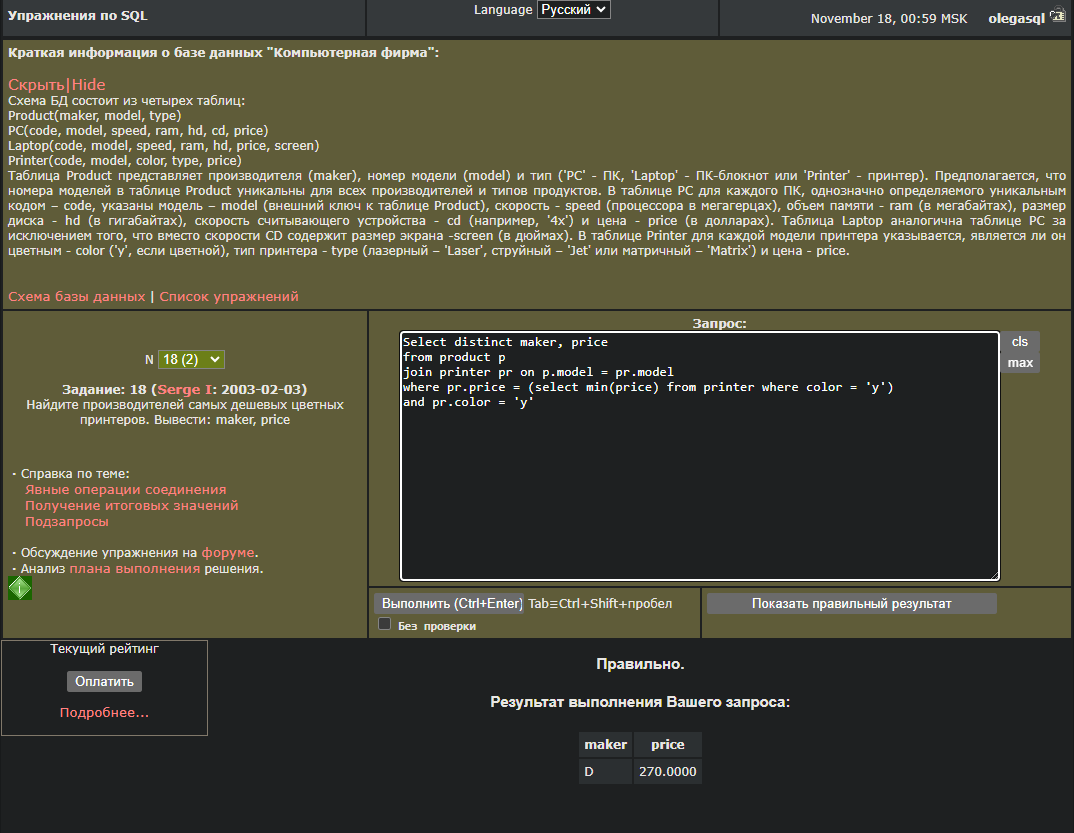 Упражнения по SQL
Language Русский
November 18, 00:59 MSK olegasql
Краткая информация о базе данных "Компьютерная фирма":
Скрыть|Hide
Схема БД состоит из четырех таблиц:
Product(maker, model, type)
PC(code, model, speed, ram, hd, cd, price)
Laptop(code, model, speed, ram, hd, price, screen)
Printer(code, model, color, type, price)
Таблица Product представляет производителя (maker), номер модели (model) и тип ('PC' - ПК, 'Laptop' - ПК-блокнот или 'Printer' - принтер). Предполагается, что
номера моделей в таблице Product уникальны для всех производителей и типов продуктов. В таблице PC для каждого ПК, однозначно определяемого уникальным
кодом – code, указаны модель – model (внешний ключ к таблице Product), скорость - speed (процессора в мегагерцах), объем памяти - ram (в мегабайтах), размер
диска - hd (в гигабайтах), скорость считывающего устройства - cd (например, '4x') и цена - price (в долларах). Таблица Laptop аналогична таблице PC за
исключением того, что вместо скорости CD содержит размер экрана -screen (в дюймах). В таблице Printer для каждой модели принтера указывается, является ли он
цветным - color ('y', если цветной), тип принтера - type (лазерный – 'Laser', струйный – 'Jet' или матричный – 'Matrix') и цена - price.
Схема базы данных | Список упражнений
N 18 (2)
Задание: 18 (Serge I: 2003-02-03)
Найдите производителей самых дешевых цветных
принтеров. Вывести: maker, price
· Справка по теме:
Явные операции соединения
Получение итоговых значений
Подзапросы
· Обсуждение упражнения на форуме.
· Анализ плана выполнения решения.
Запрос:
Select distinct maker, price
from product p
join printer pr on p.model = pr.model
where pr.price = (select min(price) from printer where color = 'y')
and pr.color = 'y'
cls
max
Выполнить (Ctrl+Enter) Tab≡Ctrl+Shift+пробел
Без проверки
Показать правильный результат
Текущий рейтинг
Оплатить
Подробнее...
Правильно.
Результат выполнения Вашего запроса:
maker price
D 270.0000